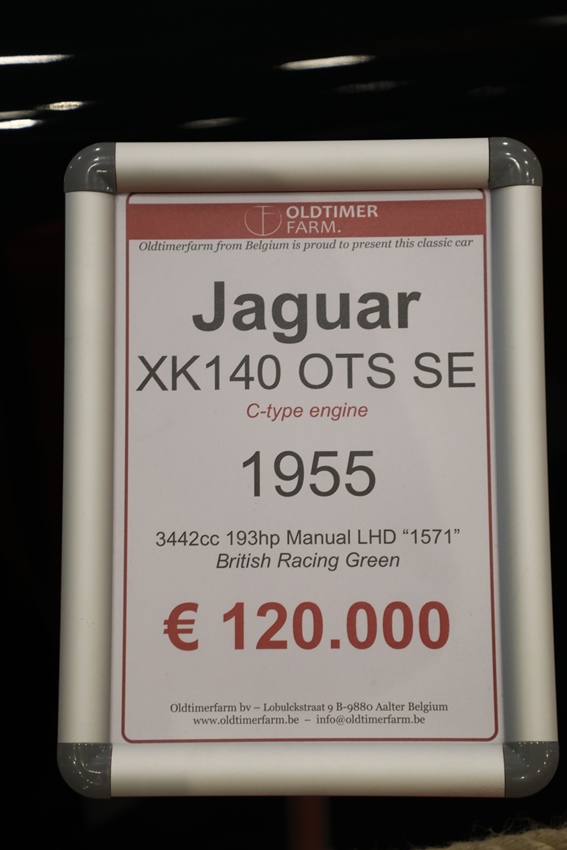 OLDTIMER
FARM.
Oldtimerfarm from Belgium is proud to present this classic car
Jaguar
XK140 OTS SE
C-type engine
1955
3442cc 193hp Manual LHD “1571”
British Racing Green
€ 120.000
Oldtimerfarm bv – Lobulckstraat 9 B-9880 Aalter Belgium
www.oldtimerfarm.be – info@oldtimerfarm.be